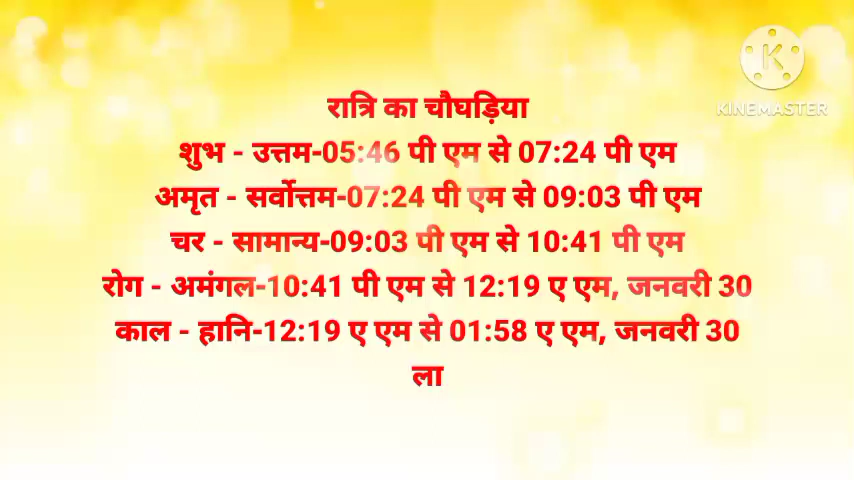 KINEMASTER
रात्रि का चौघड़िया
शुभ - उत्तम-05:46 पी एम से 07:24 पी एम
अमृत - सर्वोत्तम-07:24 पी एम से 09:03 पी एम
चर - सामान्य-09:03 पी एम से 10:41 पी एम
रोग - अमंगल-10:41 पी एम से 12:19 ए एम, जनवरी 30
काल - हानि-12:19 ए एम से 01:58 ए एम, जनवरी 30
ला